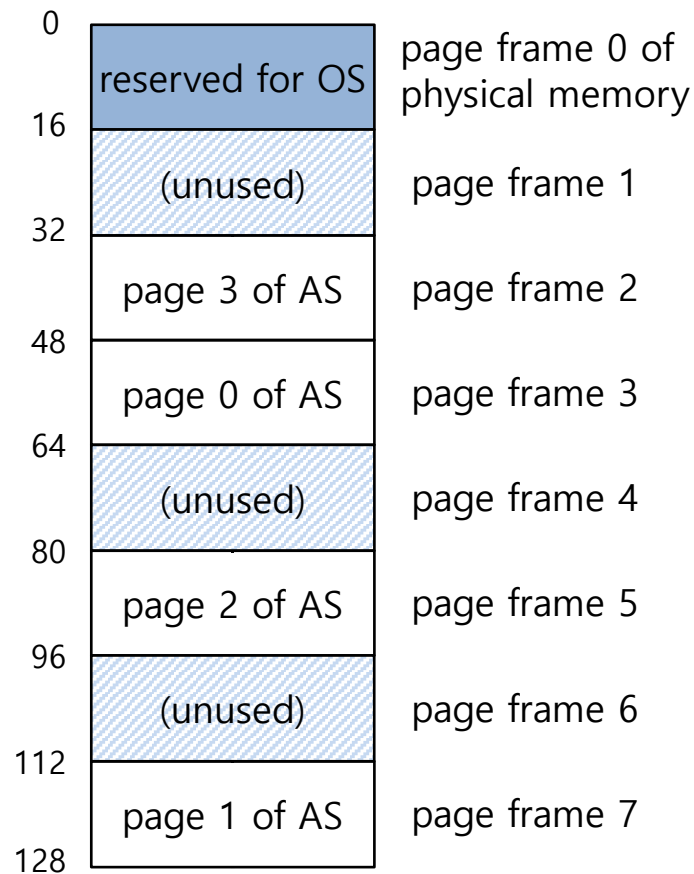 0
reserved for OS
page frame 0 of
physical memory
16
(unused)
page frame 1
32
page 3 of AS
page frame 2
48
page 0 of AS
page frame 3
64
(unused)
page frame 4
80
page 2 of AS
page frame 5
96
(unused)
page frame 6
112
page 1 of AS
page frame 7
128